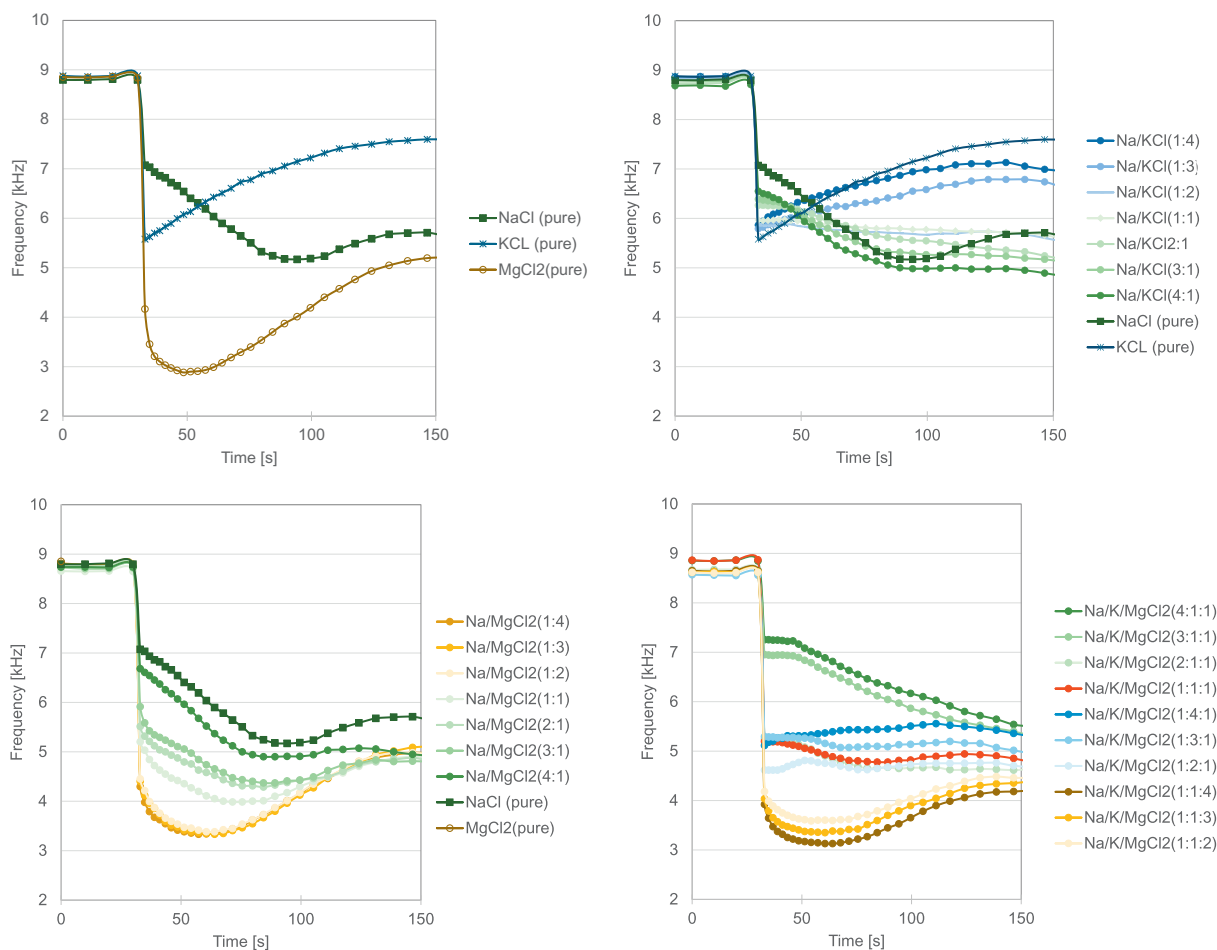 10
9
8
7
6
5
4
3
2
Frequency [kHz]
0
50
100
150
Time [s]
NaCl (pure)
KCL (pure)
MgCl2(pure)
10
9
8
7
6
5
4
3
2
Frequency [kHz]
0
50
100
150
Time [s]
Na/KCl(1:4)
Na/KCl(1:3)
Na/KCl(1:2)
Na/KCl(1:1)
Na/KCl2:1
Na/KCl(3:1)
Na/KCl(4:1)
NaCl (pure)
KCL (pure)
10
9
8
7
6
5
4
3
2
Frequency [kHz]
0
50
100
150
Time [s]
Na/MgCl2(1:4)
Na/MgCl2(1:3)
Na/MgCl2(1:2)
Na/MgCl2(1:1)
Na/MgCl2(2:1)
Na/MgCl2(3:1)
Na/MgCl2(4:1)
NaCl (pure)
MgCl2(pure)
10
9
8
7
6
5
4
3
2
Frequency [kHz]
0
50
100
150
Time [s]
Na/K/MgCl2(4:1:1)
Na/K/MgCl2(3:1:1)
Na/K/MgCl2(2:1:1)
Na/K/MgCl2(1:1:1)
Na/K/MgCl2(1:4:1)
Na/K/MgCl2(1:3:1)
Na/K/MgCl2(1:2:1)
Na/K/MgCl2(1:1:4)
Na/K/MgCl2(1:1:3)
Na/K/MgCl2(1:1:2)